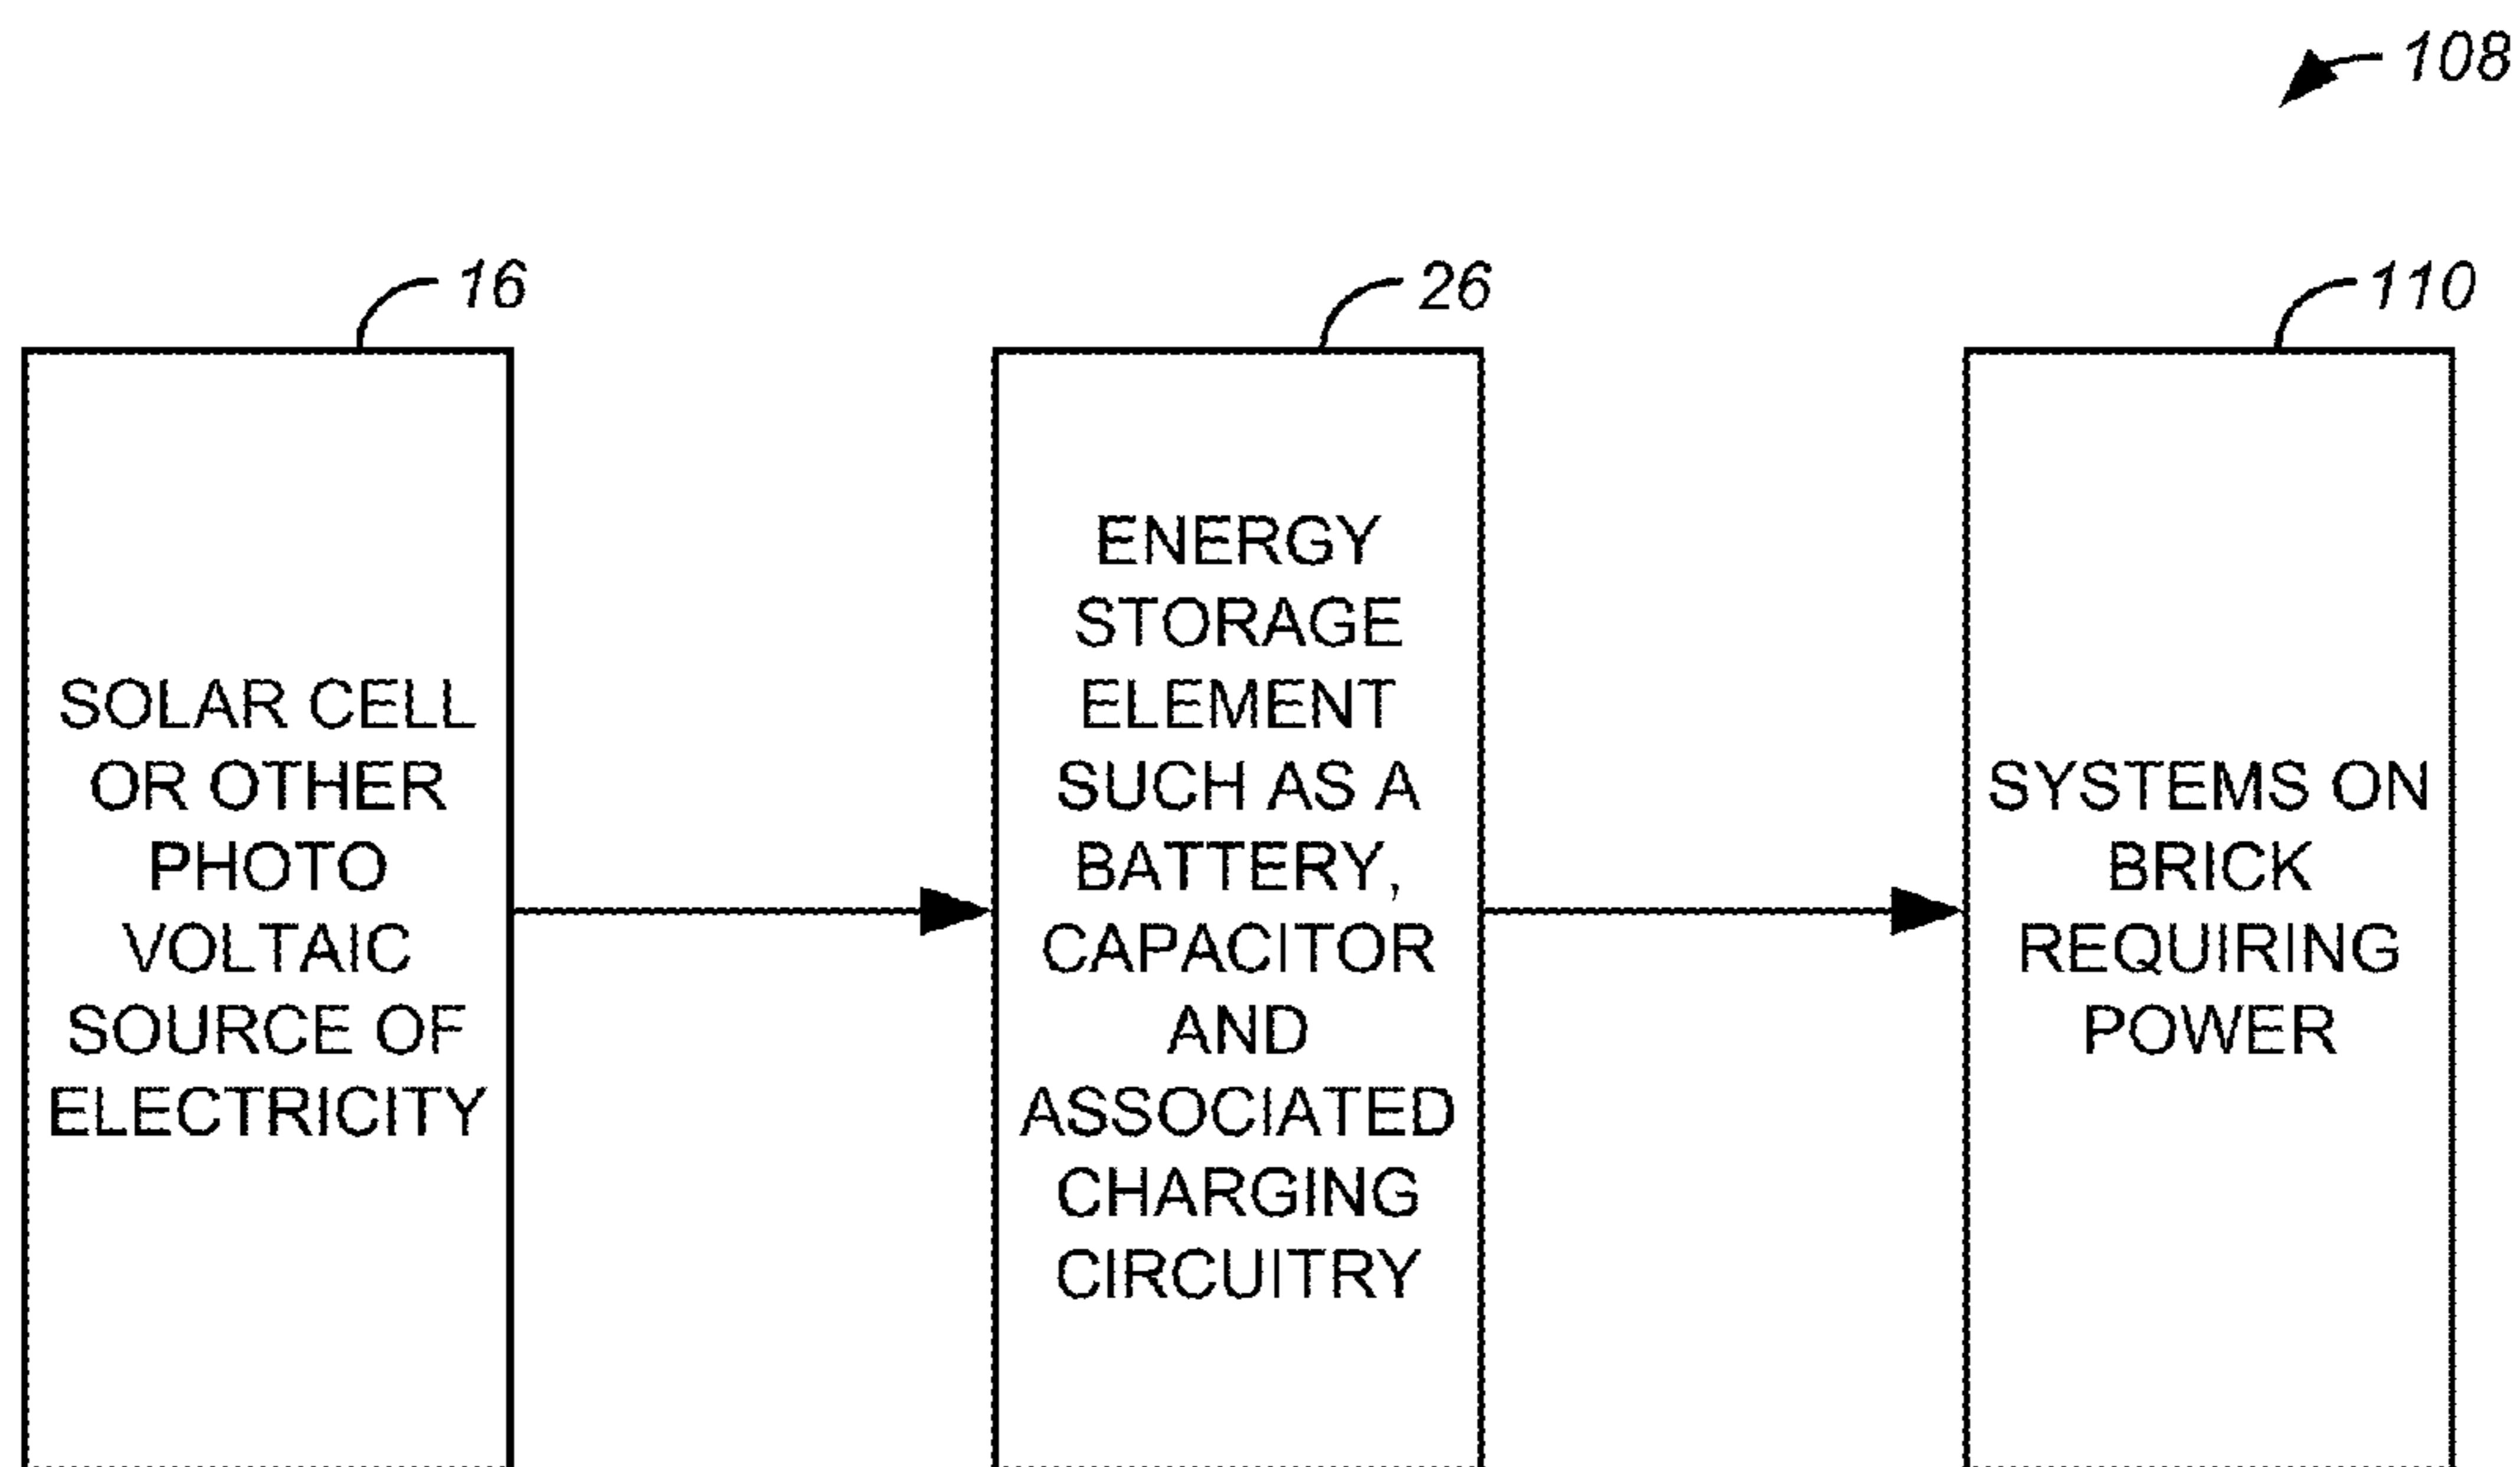 108
16
26
110
SOLAR CELL
OR OTHER
PHOTO
VOLTAIC
SOURCE OF
ELECTRICITY
ENERGY
STORAGE
ELEMENT
SUCH AS A
BATTERY,
CAPACITOR
AND
ASSOCIATED
CHARGING
CIRCUITRY
SYSTEMS ON
BRICK
REQUIRING
POWER